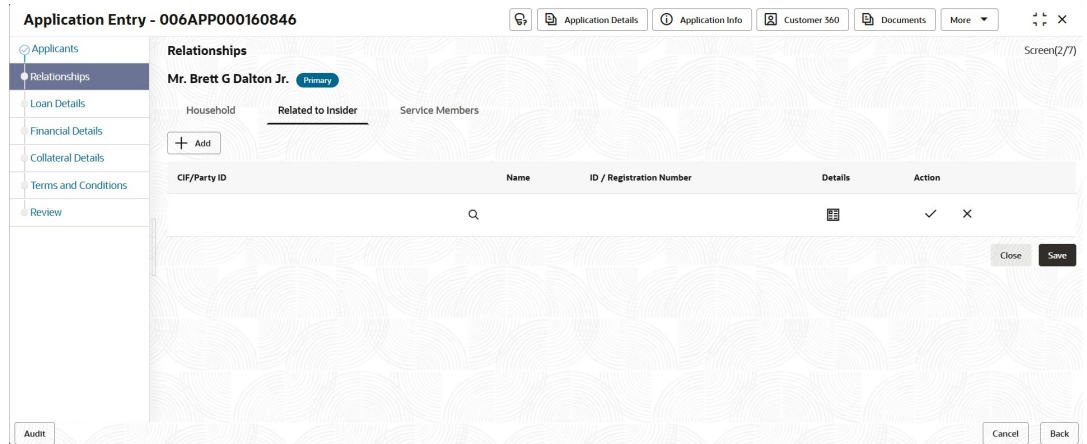 Application Entry - 006APP000160846
Application Details
Application Info
Customer 360
Documents
More
Applicants
Relationships
Loan Details
Financial Details
Collateral Details
Terms and Conditions
Review
Relationships
Screen(2/7)
Mr. Brett G Dalton Jr. Primary
Household Related to Insider Service Members
+ Add
CIF/Party ID Name ID / Registration Number Details Action
Close Save
Audit
Cancel Back